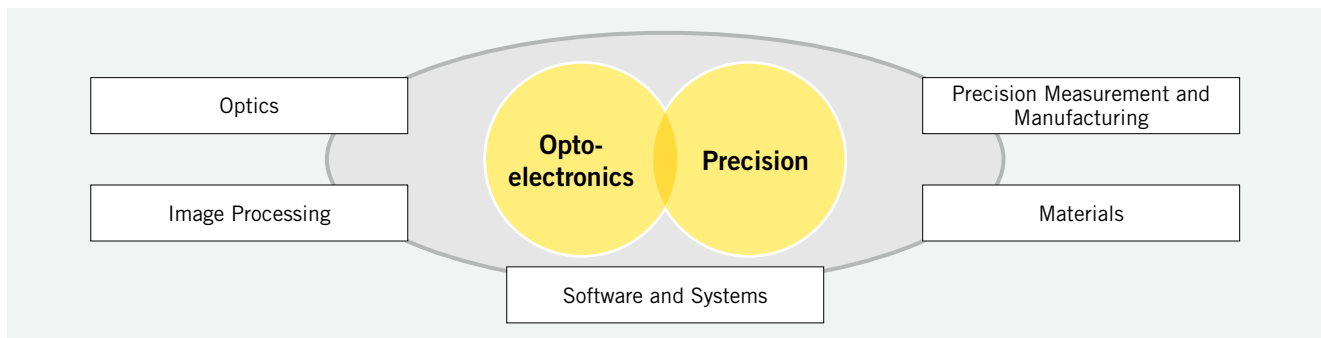 Optics
Image Processing
Opto-
electronics
Precision
Precision Measurement and
Manufacturing
Materials
Software and Systems